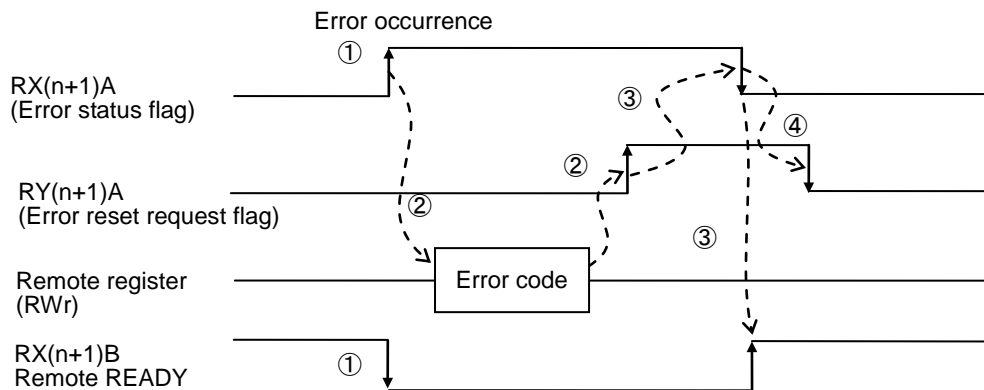 Error occurrence
①
RX(n+1)A
(Error status flag)
③
④
②
RY(n+1)A
(Error reset request flag)
②
③
Remote register
(RWr)
Error code
RX(n+1)B
Remote READY
①